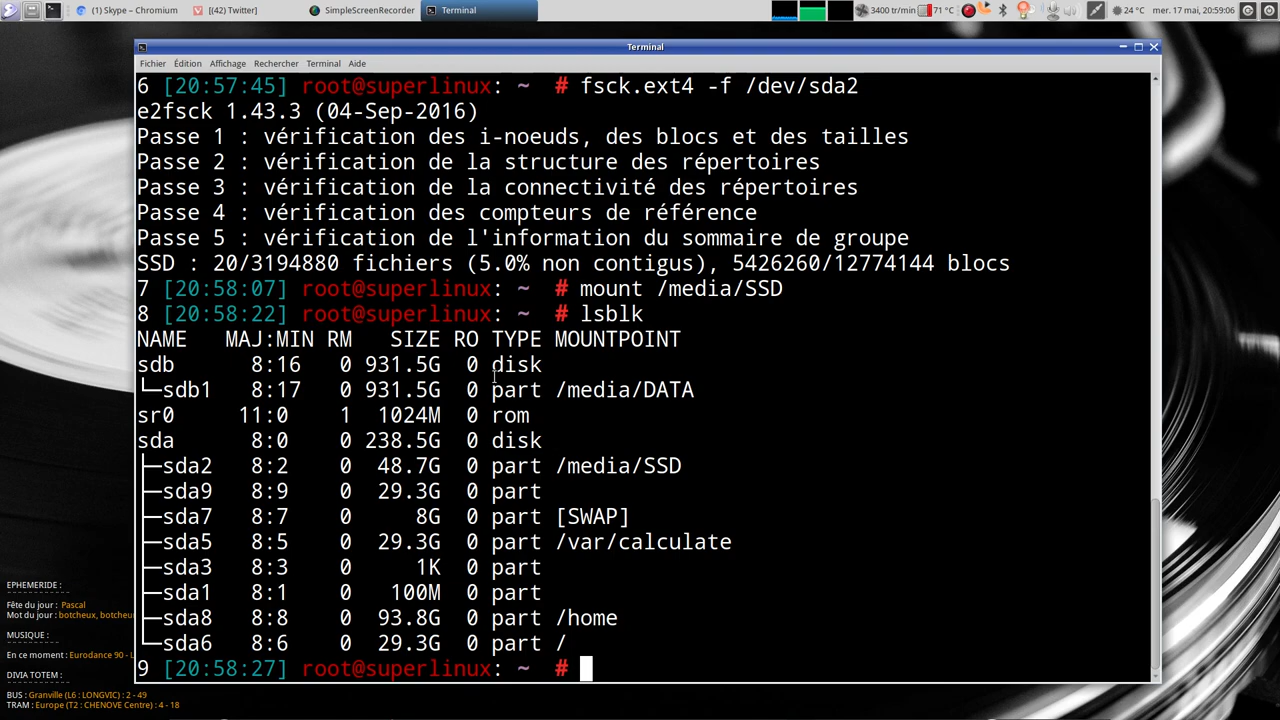 (1) Skype – Chromium
[(42) Twitter]
SimpleScreenRecorder
Terminal
3400 tr/min
71 °C
24 °C
mer. 17 mai, 20:59:06
Terminal
Fichier Édition Affichage Rechercher Terminal Aide
6 [20:57:45] root@superlinux: ~ # fsck.ext4 -f /dev/sda2
e2fsck 1.43.3 (04-Sep-2016)
Passe 1 : vérification des i-noeuds, des blocs et des tailles
Passe 2 : vérification de la structure des répertoires
Passe 3 : vérification de la connectivité des répertoires
Passe 4 : vérification des compteurs de référence
Passe 5 : vérification de l'information du sommaire de groupe
SSD : 20/3194880 fichiers (5.0% non contigus), 5426260/12774144 blocs
7 [20:58:07] root@superlinux: ~ # mount /media/SSD
8 [20:58:22] root@superlinux: ~ # lsblk
NAME MAJ:MIN RM SIZE RO TYPE MOUNTPOINT
sdb 8:16 0 931.5G 0 disk
└─sdb1 8:17 0 931.5G 0 part /media/DATA
sr0 11:0 1 1024M 0 rom
sda 8:0 0 238.5G 0 disk
├─sda2 8:2 0 48.7G 0 part /media/SSD
├─sda9 8:9 0 29.3G 0 part
├─sda7 8:7 0 8G 0 part [SWAP]
├─sda5 8:5 0 29.3G 0 part /var/calculate
├─sda3 8:3 0 1K 0 part
├─sda1 8:1 0 100M 0 part
├─sda8 8:8 0 93.8G 0 part /home
└─sda6 8:6 0 29.3G 0 part /
9 [20:58:27] root@superlinux: ~ #
EPHEMERIDE :
Fête du jour : Pascal
Mot du jour : botcheux, botcheu
MUSIQUE :
En ce moment : Eurodance 90 -
DIVIA TOTEM :
BUS : Granville (L6 : LONGVIC) : 2 - 49
TRAM : Europe (T2 : CHENOVE Centre) : 4 - 18